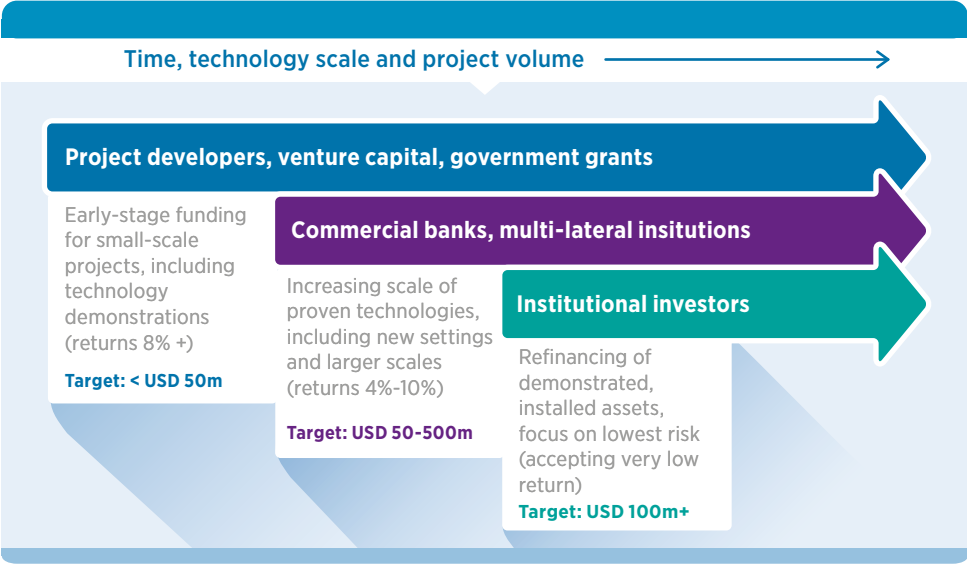 Time, technology scale and project volume
Project developers, venture capital, government grants
Early-stage funding
for small-scale
projects, including
technology
demonstrations
(returns 8% +)
Target: < USD 50m
Commercial banks, multi-lateral insitutions
Increasing scale of
proven technologies,
including new settings
and larger scales
(returns 4%-10%)
Target: USD 50-500m
Institutional investors
Refinancing of
demonstrated,
installed assets,
focus on lowest risk
(accepting very low
return)
Target: USD 100m+